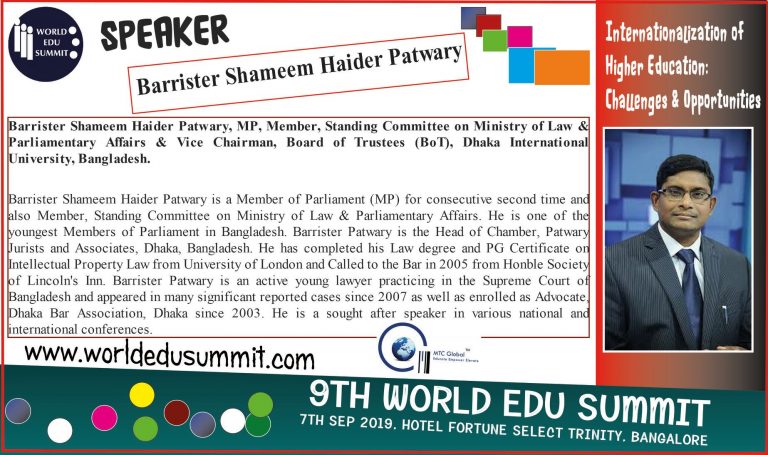 WORLD
EDU
SUMMIT
SPEAKER
Barrister Shameem Haider Patwary
Internationalization of
Higher Education:
Challenges & Opportunities
Barrister Shameem Haider Patwary, MP, Member, Standing Committee on Ministry of Law &
Parliamentary Affairs & Vice Chairman, Board of Trustees (BoT), Dhaka International
University, Bangladesh.
Barrister Shameem Haider Patwary is a Member of Parliament (MP) for consecutive second time and
also Member, Standing Committee on Ministry of Law & Parliamentary Affairs. He is one of the
youngest Members of Parliament in Bangladesh. Barrister Patwary is the Head of Chamber, Patwary
Jurists and Associates, Dhaka, Bangladesh. He has completed his Law degree and PG Certificate on
Intellectual Property Law from University of London and Called to the Bar in 2005 from Honble Society
of Lincoln's Inn. Barrister Patwary is an active young lawyer practicing in the Supreme Court of
Bangladesh and appeared in many significant reported cases since 2007 as well as enrolled as Advocate,
Dhaka Bar Association, Dhaka since 2003. He is a sought after speaker in various national and
international conferences.
www.worldedusummit.com
MTC Global™
Educate Empower Elevate
9TH WORLD EDU SUMMIT
7TH SEP 2019. HOTEL FORTUNE SELECT TRINITY. BANGALORE